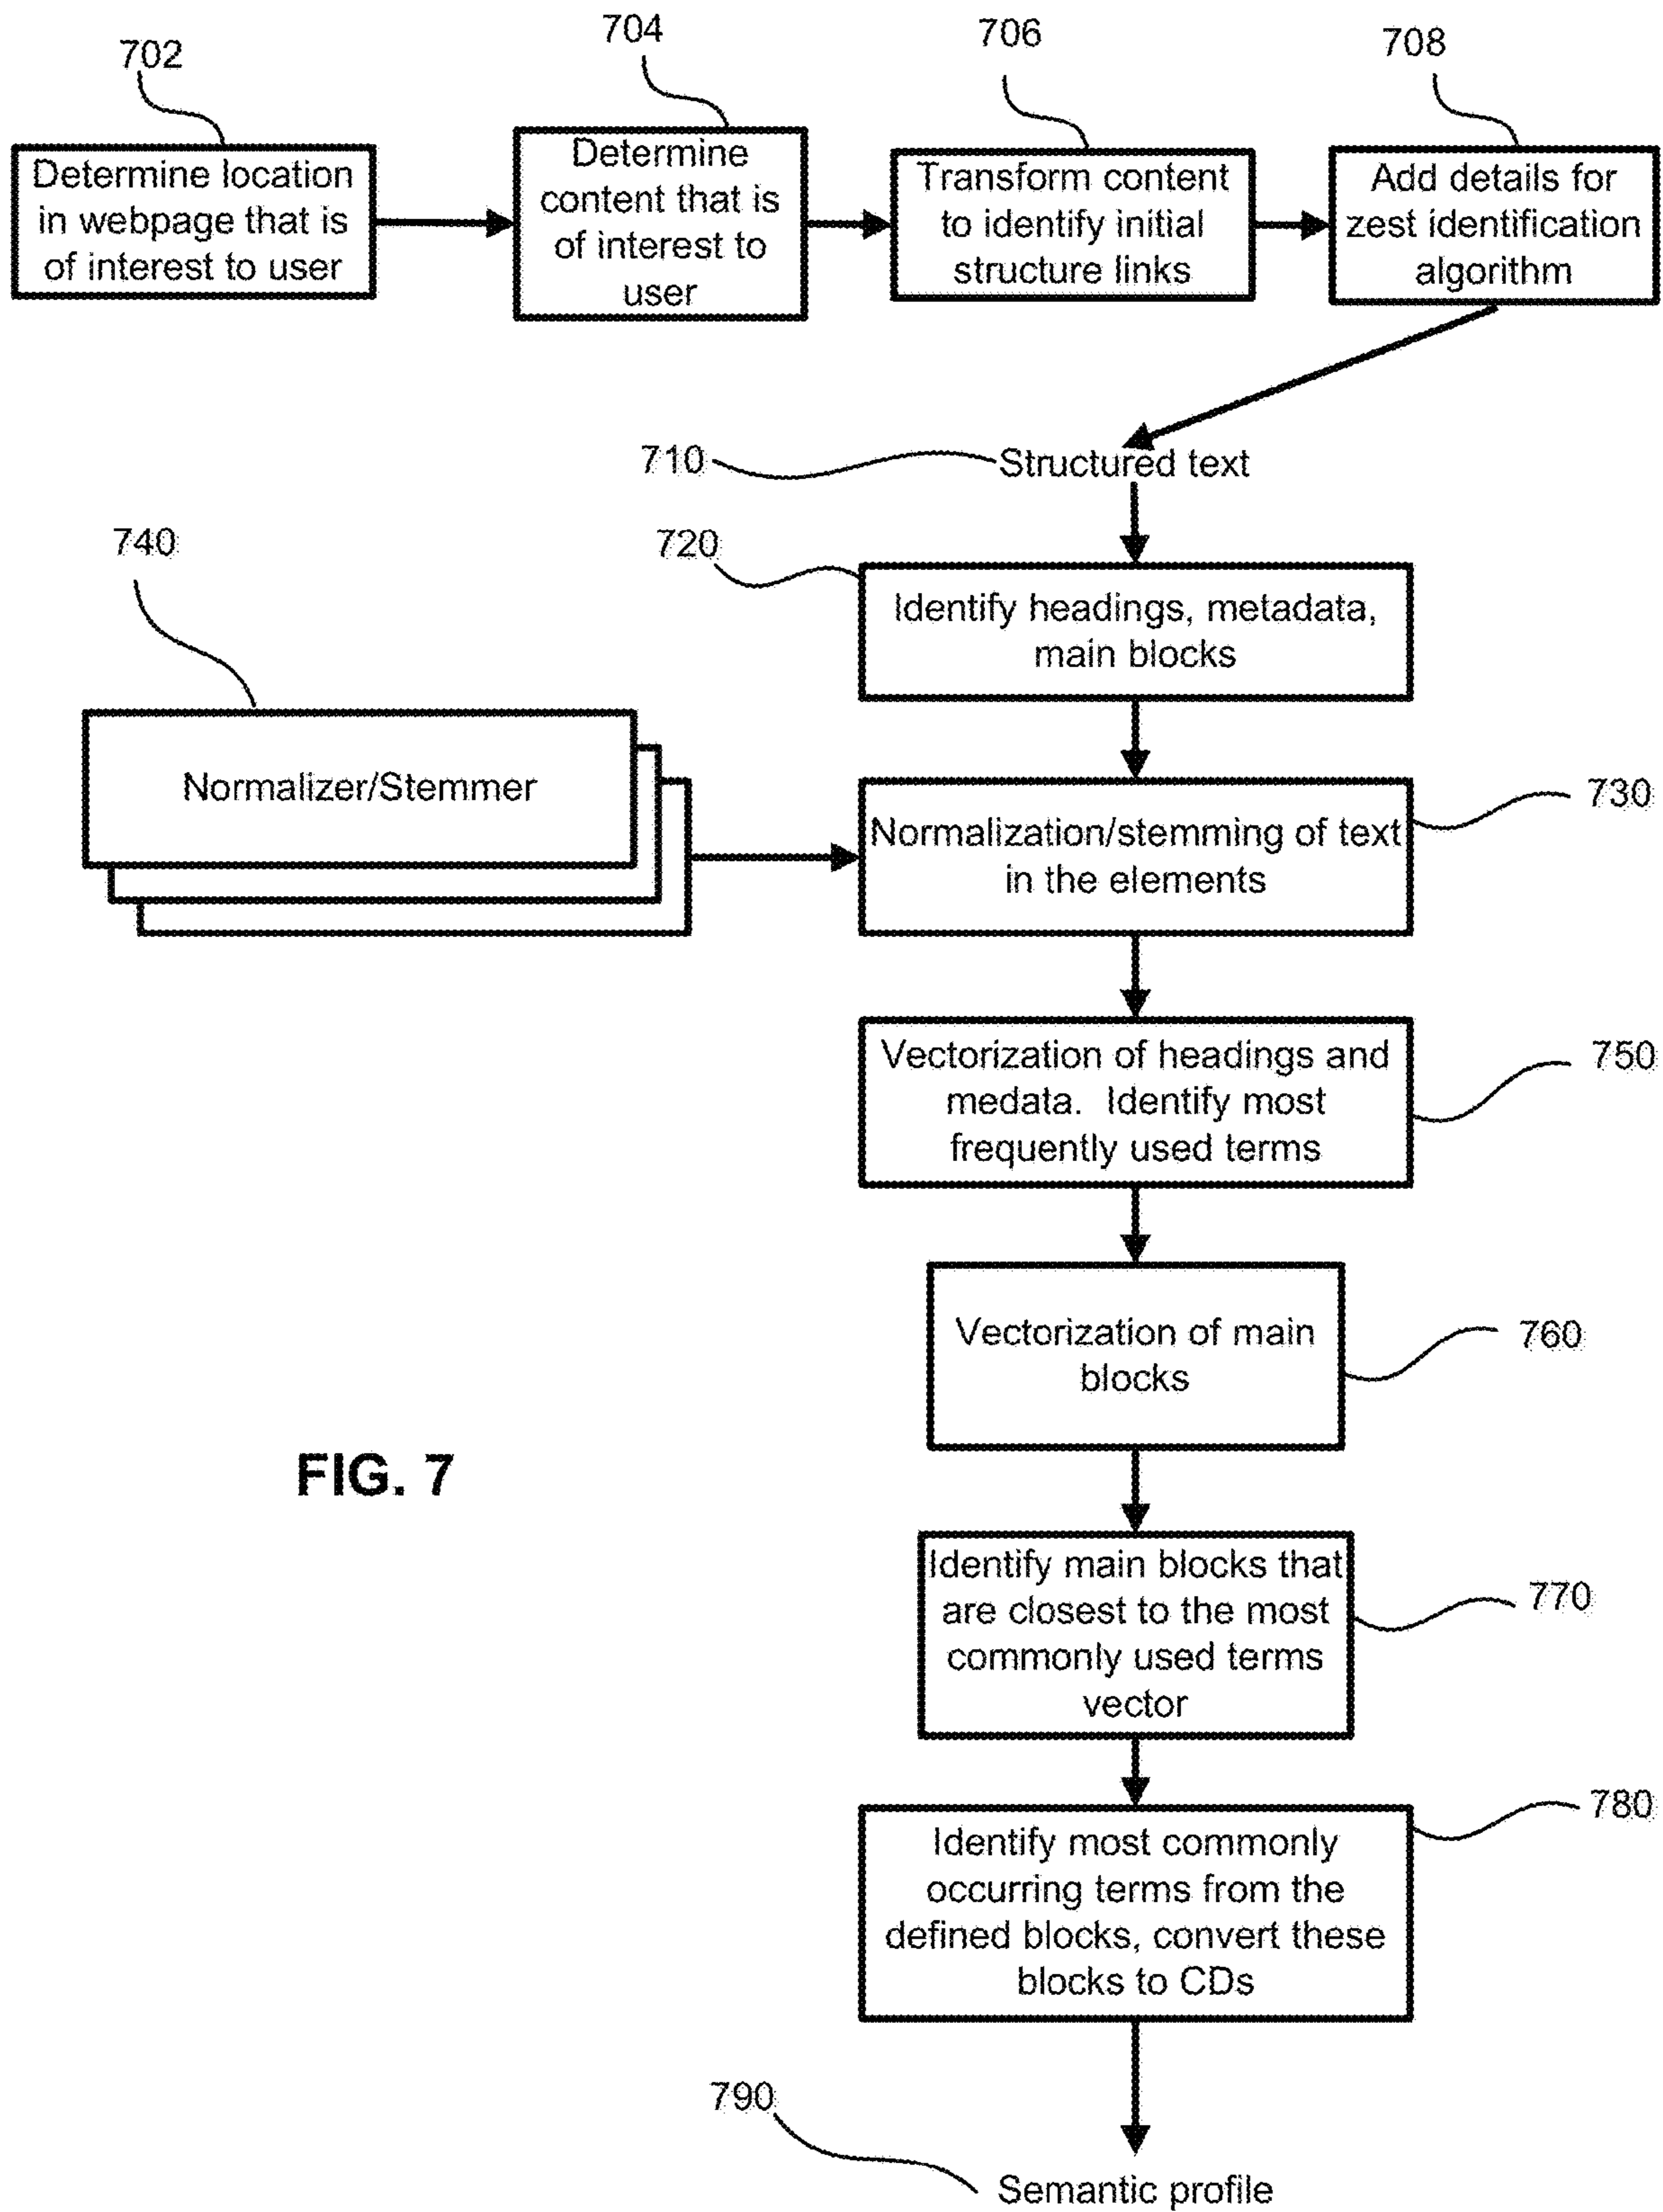 702
704
706
708
Determine location
in webpage that is
of interest to user
Determine
content that is
of interest to
user
Transform content
to identify initial
structure links
Add details for
zest identification
algorithm
710
Structured text
740
720
Identify headings, metadata,
main blocks
Normalizer/Stemmer
730
Normalization/stemming of text
in the elements
750
Vectorization of headings and
medata. Identify most
frequently used terms
760
Vectorization of main
blocks
FIG. 7
770
Identify main blocks that
are closest to the most
commonly used terms
vector
780
Identify most commonly
occurring terms from the
defined blocks, convert these
blocks to CDs
790
Semantic profile